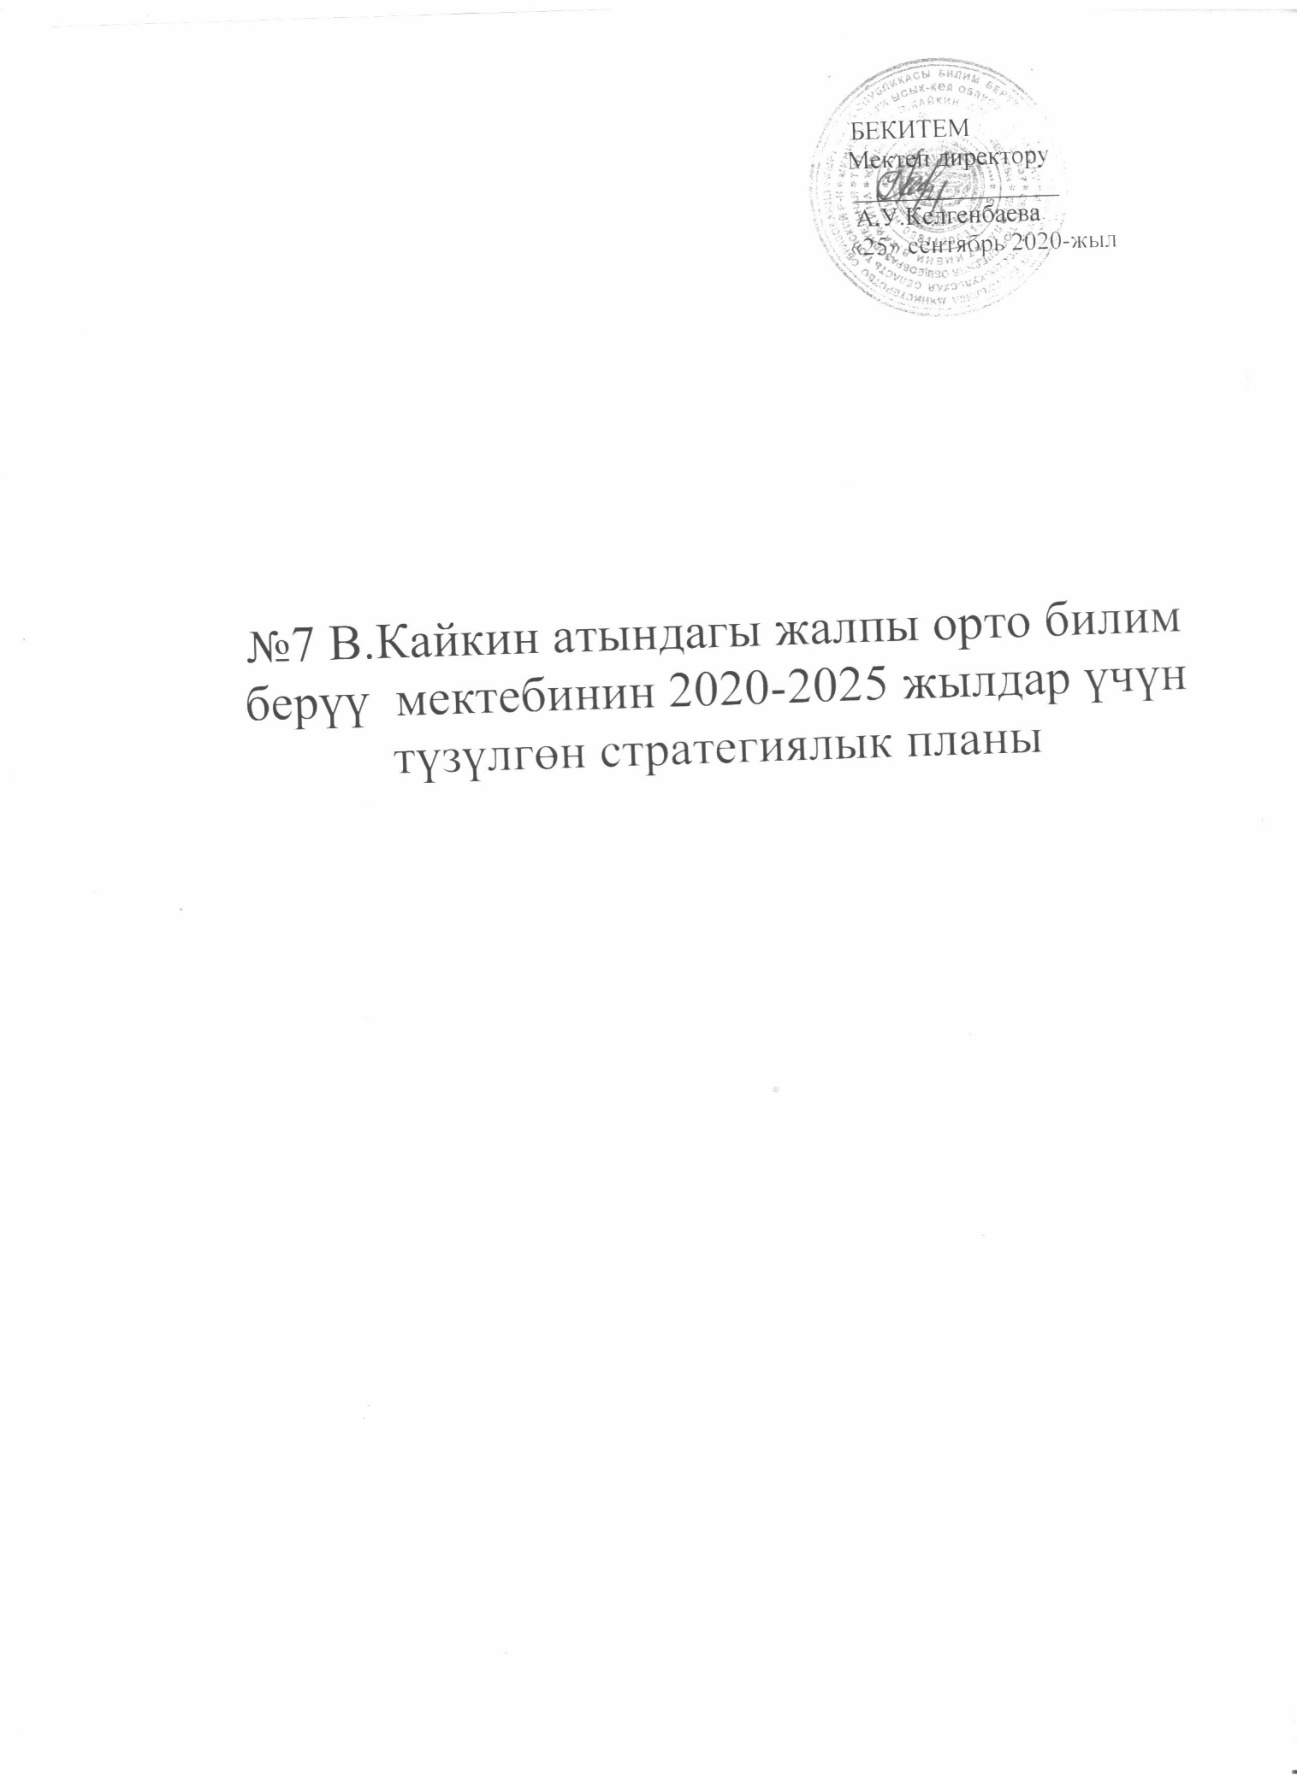 БЕКИТЕМ
Мектеп директору
А.У.Келгенбаева
«25» сентябрь 2020-жыл
№7 В.Кайкин атындагы жалпы орто билим
берүү мектебинин 2020-2025 жылдар үчүн
түзүлгөн стратегиялык планы